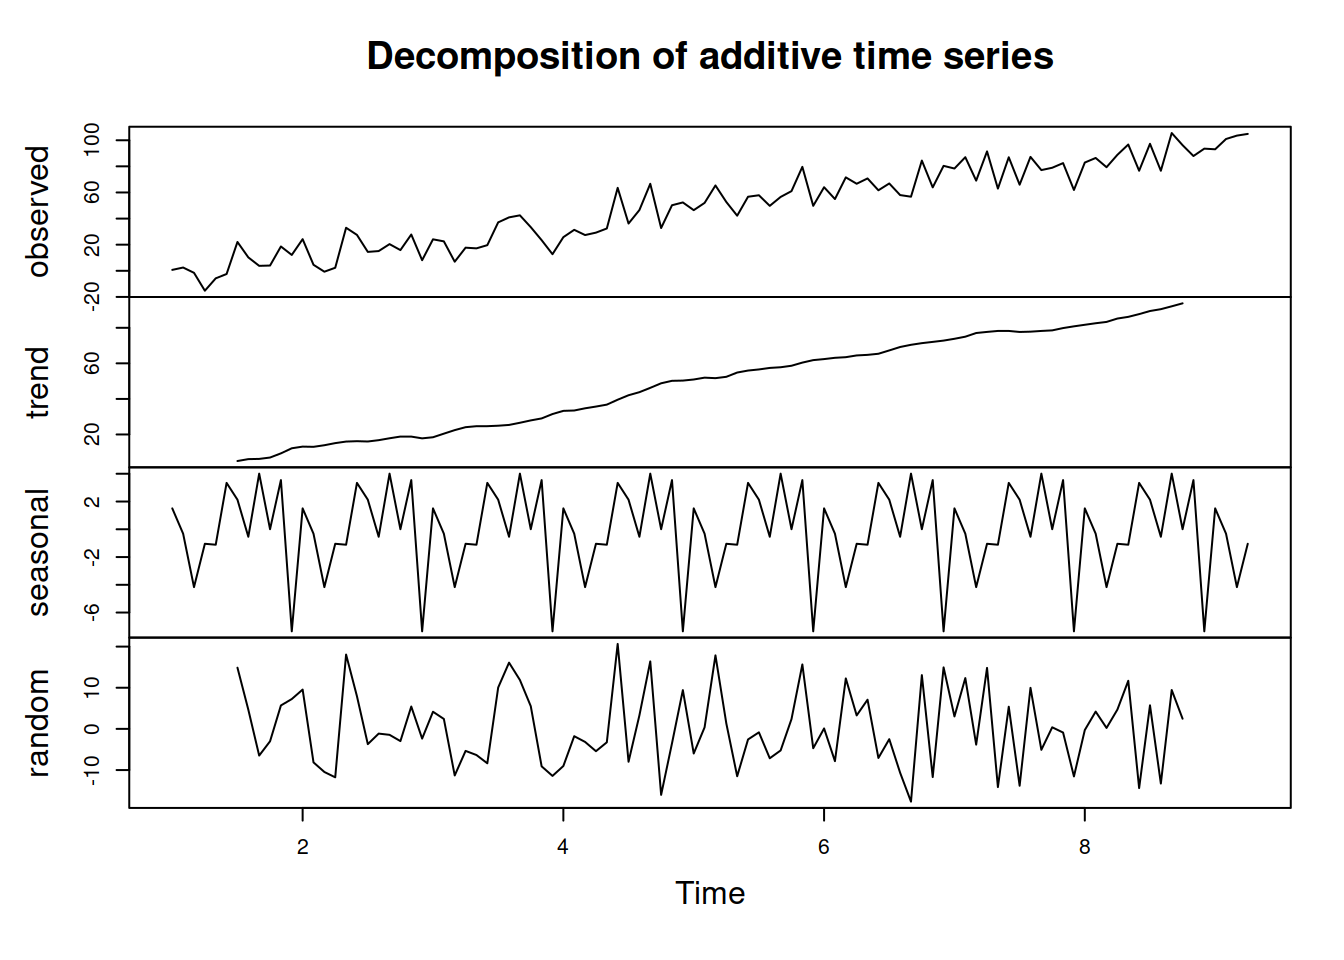 Decomposition of additive time series
observed
-20 20 60 100
trend
20 60
seasonal
-6 -2 2
random
-10 0 10
2 4 6 8
Time